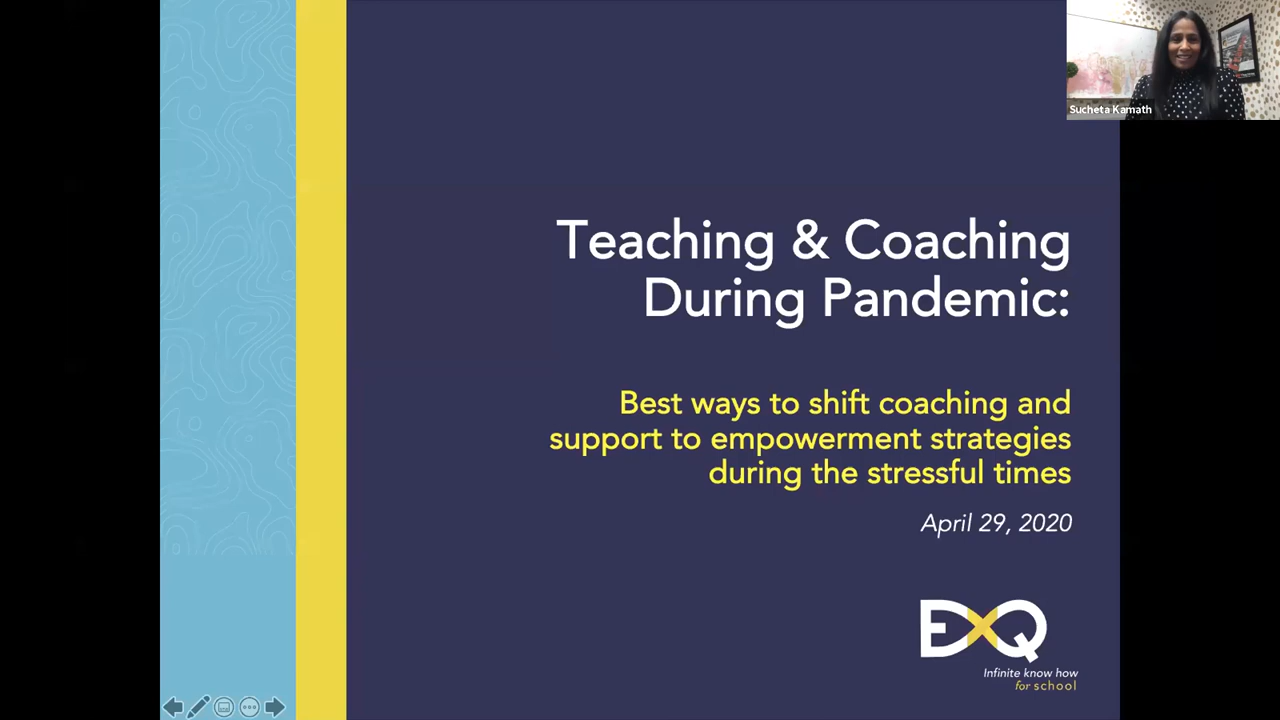 Sucheta Kamath
Teaching & Coaching
During Pandemic:
Best ways to shift coaching and
support to empowerment strategies
during the stressful times
April 29, 2020
EXQ
Infinite know how
for school